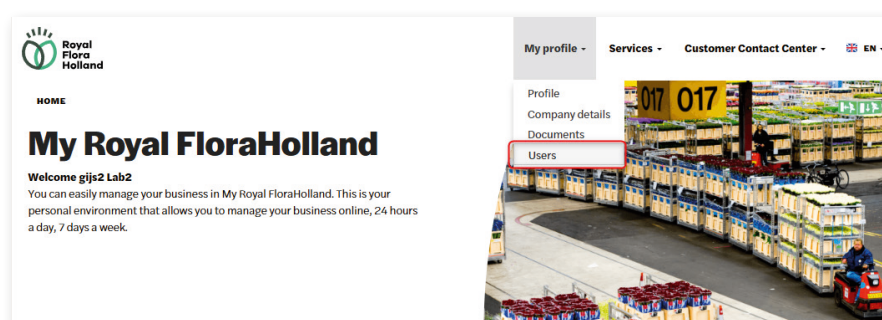 Royal
Flora
Holland
My profile
Services
Customer Contact Center
EN
HOME
Profile
Company details
Documents
Users
017 017
My Royal FloraHolland
Welcome gijs2 Lab2
You can easily manage your business in My Royal FloraHolland. This is your
personal environment that allows you to manage your business online, 24 hours
a day, 7 days a week.